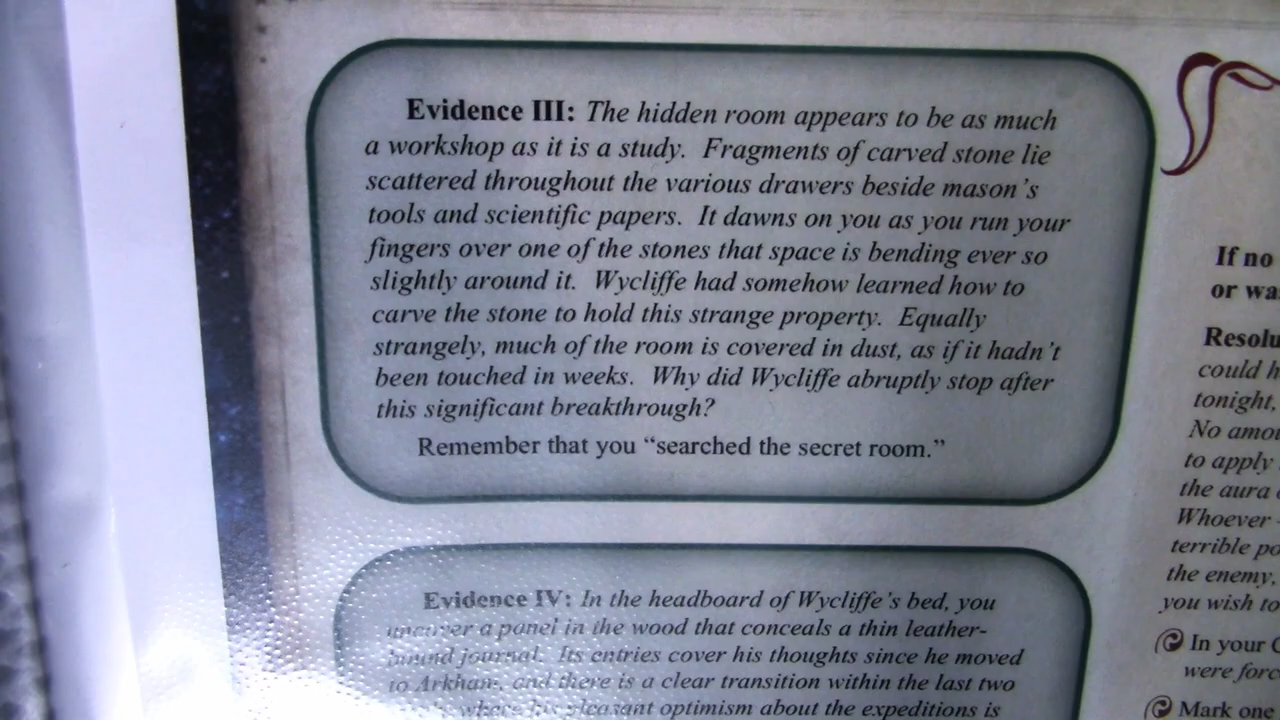 Evidence III: The hidden room appears to be as much
a workshop as it is a study. Fragments of carved stone lie
scattered throughout the various drawers beside mason's
tools and scientific papers. It dawns on you as you run your
fingers over one of the stones that space is bending ever so
slightly around it. Wycliffe had somehow learned how to
carve the stone to hold this strange property. Equally
strangely, much of the room is covered in dust, as if it hadn't
been touched in weeks. Why did Wycliffe abruptly stop after
this significant breakthrough?
Remember that you “searched the secret room.”
Evidence IV: In the headboard of Wycliffe's bed, you
uncover a panel in the wood that conceals a thin leather-
bound journal. Its entries cover his thoughts since he moved
to Arkham, and there is a clear transition within the last two
where his pleasant optimism about the expeditions is
If no
or wa
Resolu
could h
tonight,
No amou
to apply
the aura
Whoever
terrible po
the enemy,
you wish to
In your C
were forc
Mark one